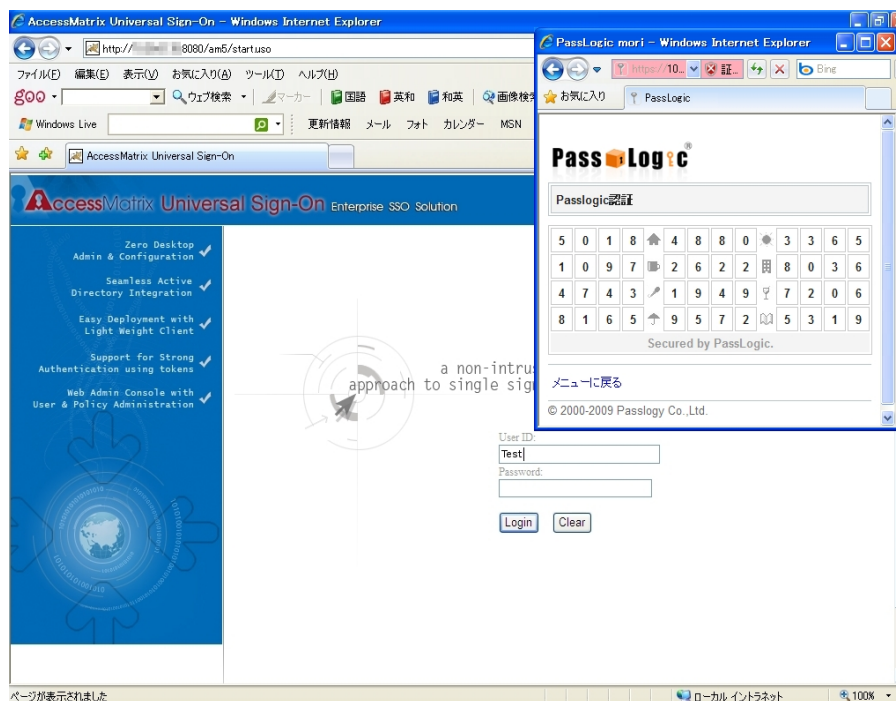 AccessMatrix Universal Sign-On - Windows Internet Explorer
http:// 8080/am5/start.uso
ファイル(F) 編集(E) 表示(V) お気に入り(A) ツール(T) ヘルプ(H)
goo ウェブ検索 マーカー 国語 英和 和英 画像検索
Windows Live 更新情報 メール フォト カレンダー MSN
AccessMatrix Universal Sign-On
AccessMatrix Universal Sign-On Enterprise SSO Solution
Zero Desktop
Admin & Configuration
Seamless Active
Directory Integration
Easy Deployment with
Light Weight Client
Support for Strong
Authentication using tokens
Web Admin Console with
User & Policy Administration
a non-intru
approach to single sig
User ID:
Test
Password:
Login Clear
ページが表示されました
ローカル イントラネット 100%
PassLogic mori - Windows Internet Explorer
https://10... 証... Bing
お気に入り PassLogic
PassLogic®
Passlogic認証
5 0 1 8 4 8 8 0 3 3 6 5
1 0 9 7 2 6 2 2 8 0 3 6
4 7 4 3 1 9 4 9 7 2 0 6
8 1 6 5 9 5 7 2 5 3 1 9
Secured by PassLogic.
メニューに戻る
© 2000-2009 Passlogy Co.,Ltd.